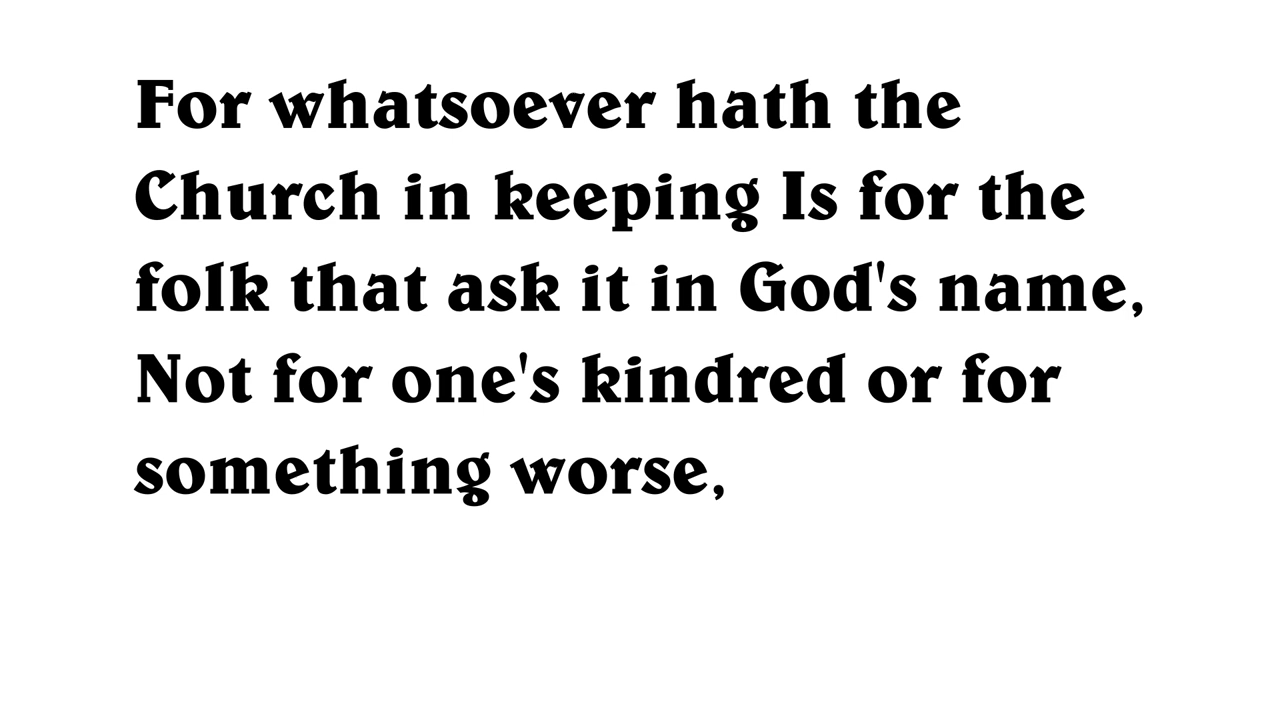 For whatsoever hath the
Church in keeping Is for the
folk that ask it in God's name,
Not for one's kindred or for
something worse,